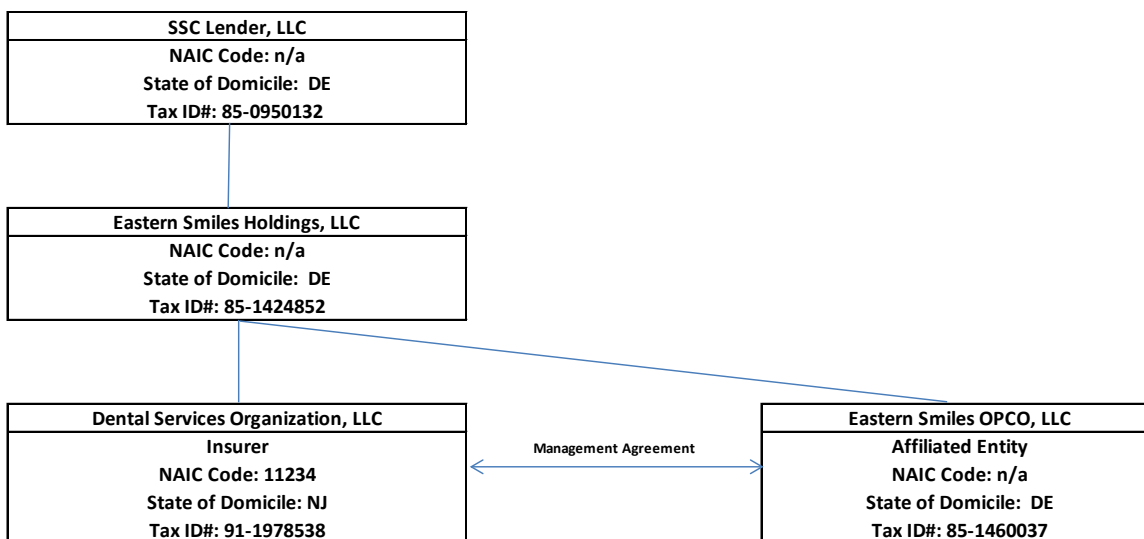 SSC Lender, LLC
NAIC Code: n/a
State of Domicile: DE
Tax ID#: 85-0950132
Eastern Smiles Holdings, LLC
NAIC Code: n/a
State of Domicile: DE
Tax ID#: 85-1424852
Dental Services Organization, LLC
Insurer
NAIC Code: 11234
State of Domicile: NJ
Tax ID#: 91-1978538
Management Agreement
Eastern Smiles OPCO, LLC
Affiliated Entity
NAIC Code: n/a
State of Domicile: DE
Tax ID#: 85-1460037